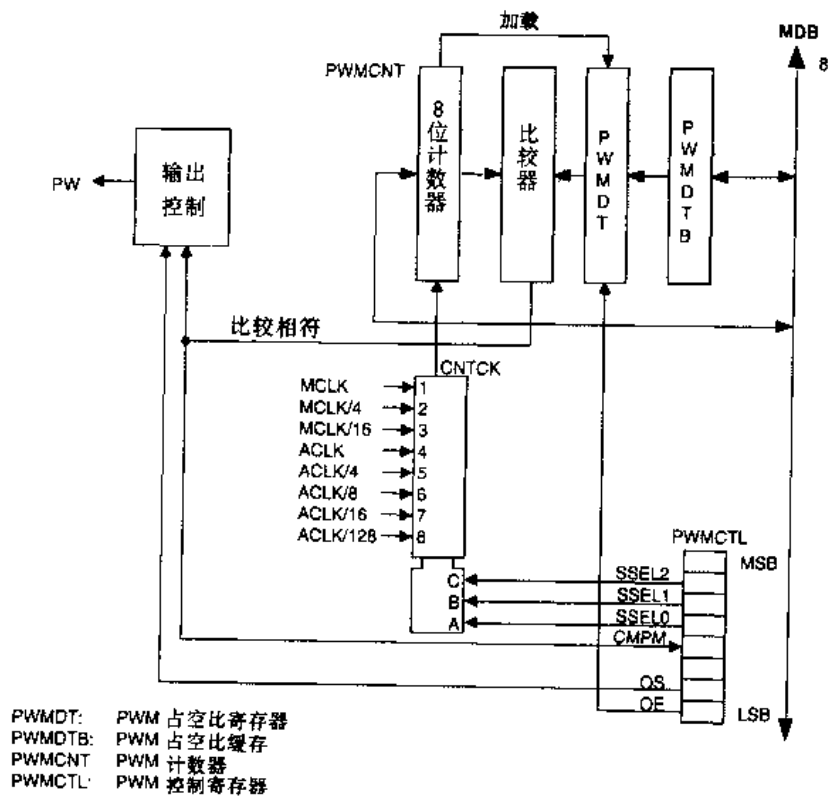 加载
MDB
8
PWMCNT
8位计数器
比较器
PWMDT
PWMDTB
输出控制
PW
比较相符
CNTCK
MCLK 1
MCLK/4 2
MCLK/16 3
ACLK 4
ACLK/4 5
ACLK/8 6
ACLK/16 7
ACLK/128 8
PWMCTL
MSB
C SSEL2
B SSEL1
A SSEL0
CMPM
OS
OE
LSB
PWMDT: PWM 占空比寄存器
PWMDTB: PWM 占空比缓存
PWMCNT PWM 计数器
PWMCTL: PWM 控制寄存器